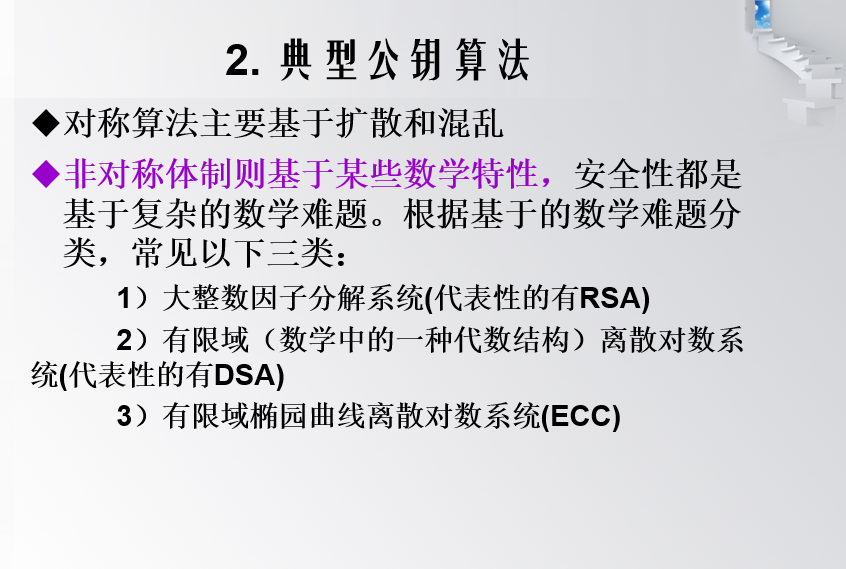 2. 典型公钥算法
◆对称算法主要基于扩散和混乱
◆非对称体制则基于某些数学特性，安全性都是
基于复杂的数学难题。根据基于的数学难题分
类，常见以下三类：
1）大整数因子分解系统(代表性的有RSA)
2）有限域（数学中的一种代数结构）离散对数系
统(代表性的有DSA)
3）有限域椭园曲线离散对数系统(ECC)